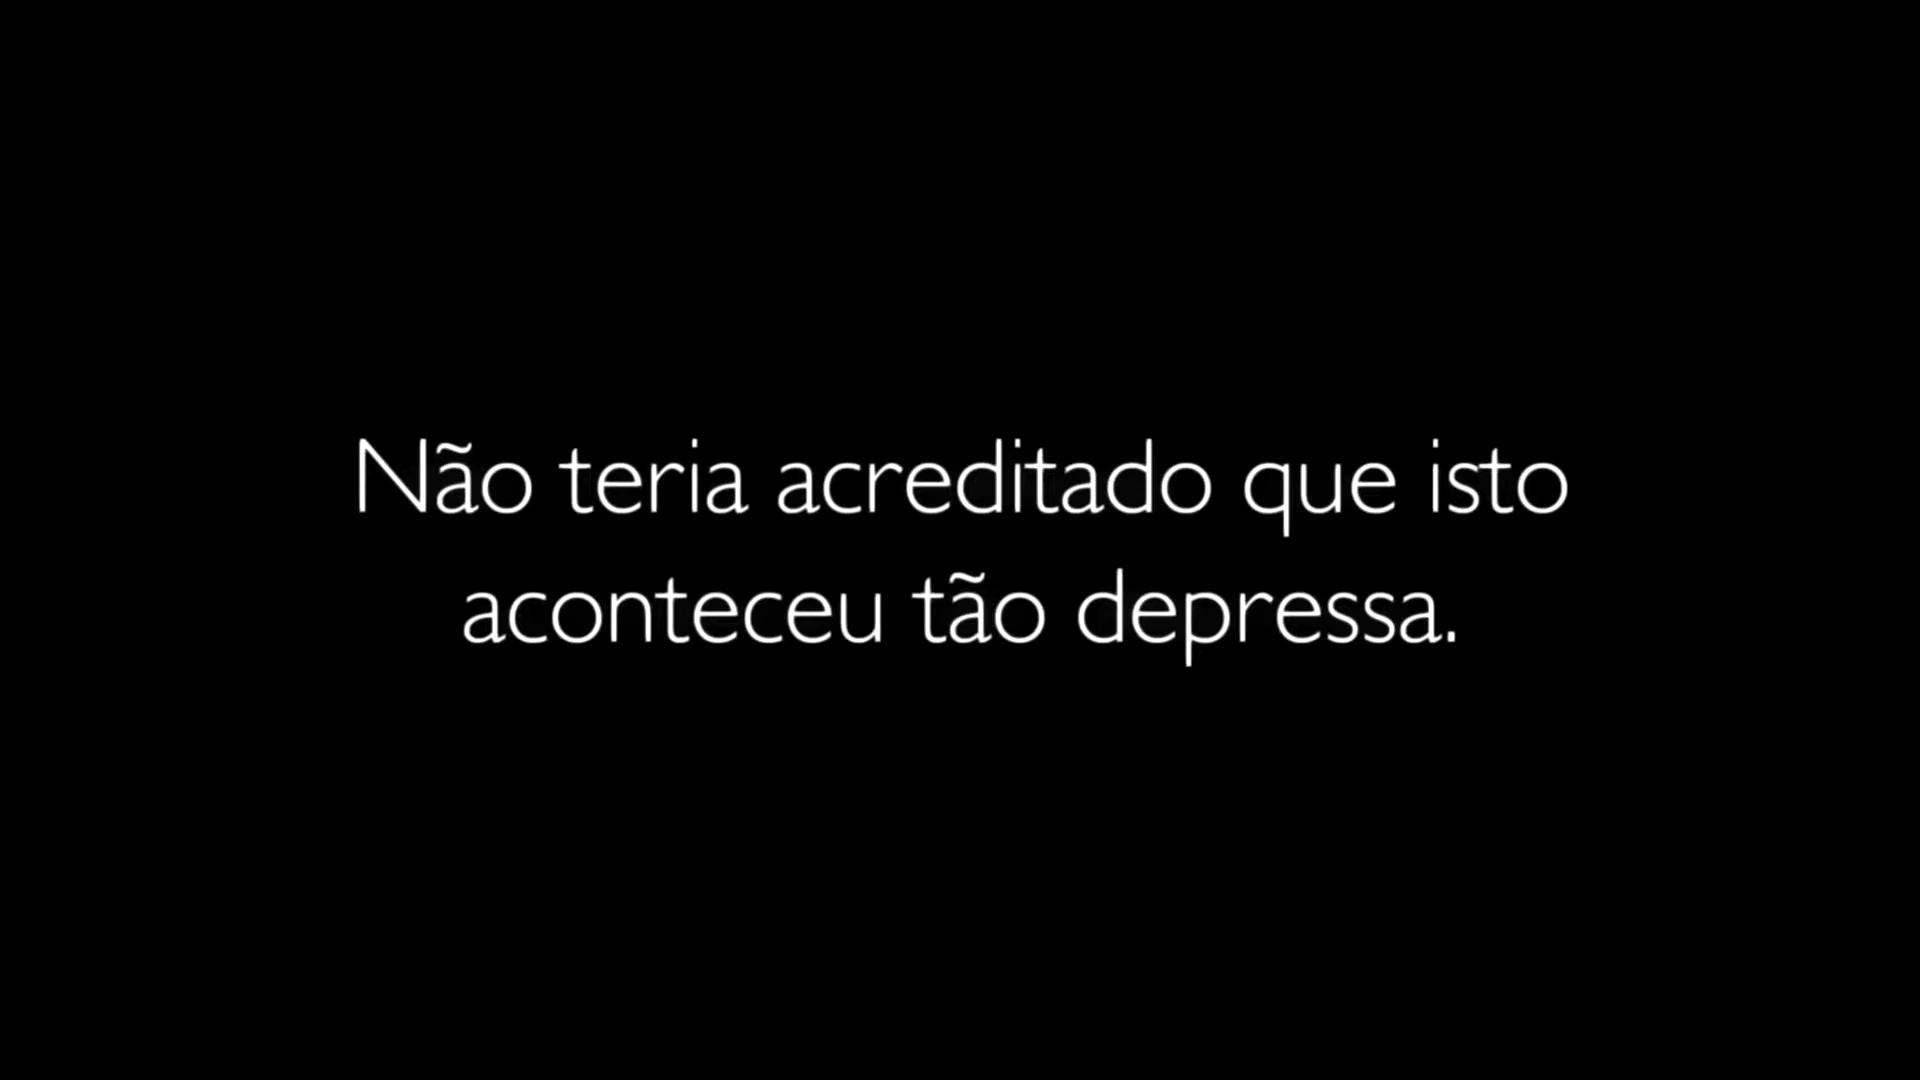 Não teria acreditado que isto
aconteceu tão depressa.